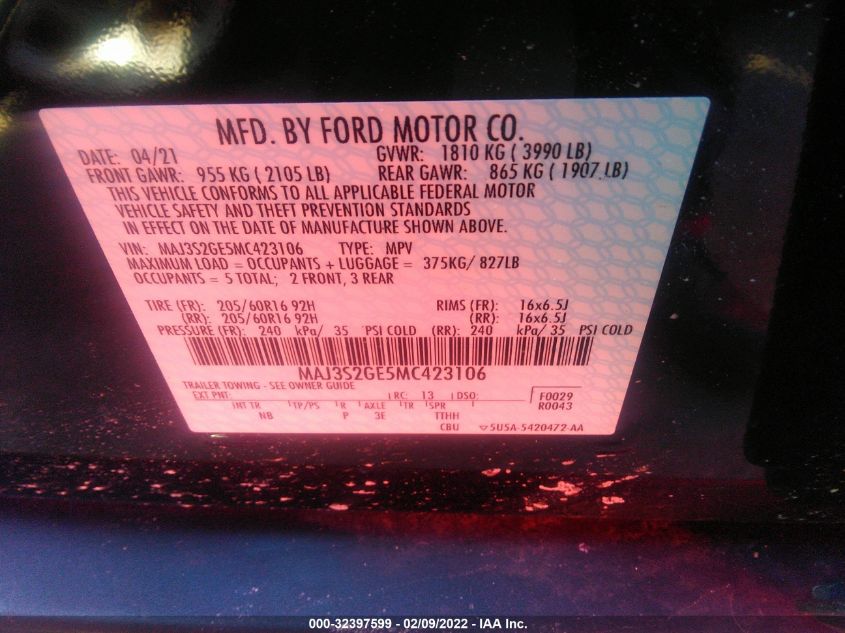 MFD. BY FORD MOTOR CO.
DATE: 04/21 GVWR: 1810 KG ( 3990 LB)
FRONT GAWR: 955 KG ( 2105 LB) REAR GAWR: 865 KG ( 1907 LB)
THIS VEHICLE CONFORMS TO ALL APPLICABLE FEDERAL MOTOR
VEHICLE SAFETY AND THEFT PREVENTION STANDARDS
IN EFFECT ON THE DATE OF MANUFACTURE SHOWN ABOVE.
VIN: MAJ3S2GE5MC423106 TYPE: MPV
MAXIMUM LOAD = OCCUPANTS + LUGGAGE = 375KG/ 827LB
OCCUPANTS = 5 TOTAL; 2 FRONT, 3 REAR
TIRE (FR): 205/60R16 92H RIMS (FR): 16x6.5J
(RR): 205/60R16 92H (RR): 16x6.5J
PRESSURE (FR): 240 kPa/ 35 PSI COLD (RR): 240 kPa/ 35 PSI COLD
MAJ3S2GE5MC423106
TRAILER TOWING - SEE OWNER GUIDE
EXT PNT: RC: 13 DSO: F0029
R0043
INT TR TP/PS R AXLE TR SPR
NB P 3E TTHH
CBU 5U5A-5420472-AA
000-32397599 - 02/09/2022 - IAA Inc.